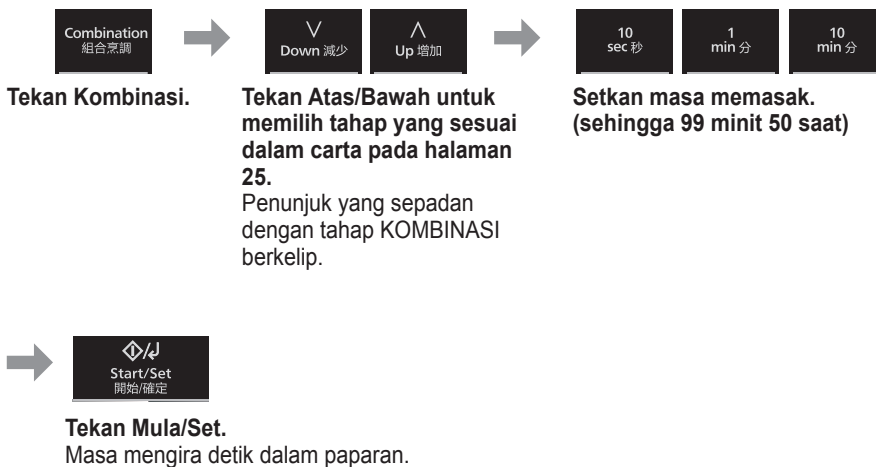 Combination
組合烹調
Down 減少
Up 增加
10
sec 秒
1
min 分
10
min 分
Tekan Kombinasi.
Tekan Atas/Bawah untuk
memilih tahap yang sesuai
dalam carta pada halaman
25.
Penunjuk yang sepadan
dengan tahap KOMBINASI
berkelip.
Setkan masa memasak.
(sehingga 99 minit 50 saat)
Start/Set
開始/確定
Tekan Mula/Set.
Masa mengira detik dalam paparan.